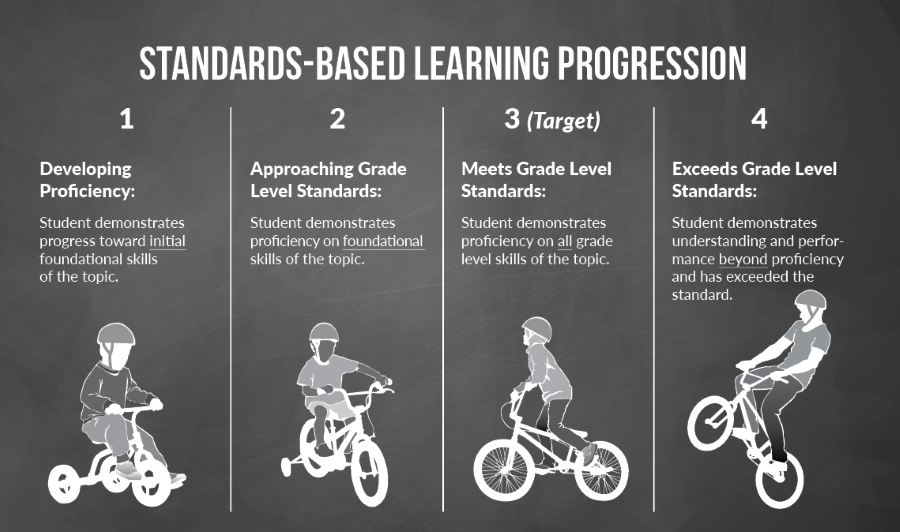 STANDARDS-BASED LEARNING PROGRESSION
1
Developing
Proficiency:
Student demonstrates
progress toward initial
foundational skills
of the topic.
2
Approaching Grade
Level Standards:
Student demonstrates
proficiency on foundational
skills of the topic.
3 (Target)
Meets Grade Level
Standards:
Student demonstrates
proficiency on all grade
level skills of the topic.
4
Exceeds Grade Level
Standards:
Student demonstrates
understanding and perfor-
mance beyond proficiency
and has exceeded the
standard.